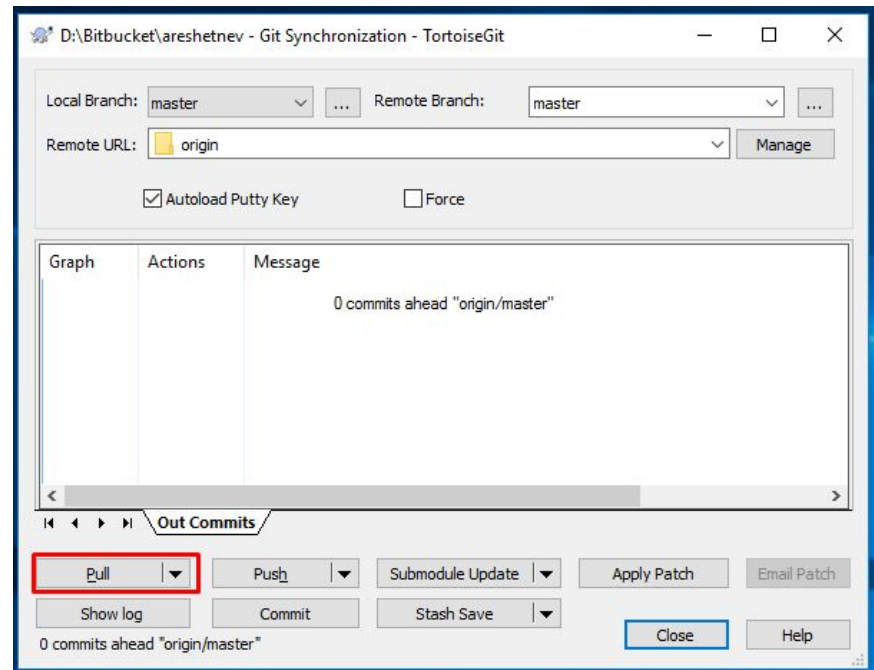 D:\Bitbucket\areshetnev - Git Synchronization - TortoiseGit
Local Branch: master ... Remote Branch: master ...
Remote URL: origin Manage
Autoload Putty Key Force
Graph Actions Message
0 commits ahead "origin/master"
Out Commits
Pull Push Submodule Update Apply Patch Email Patch
Show log Commit Stash Save
0 commits ahead "origin/master" Close Help